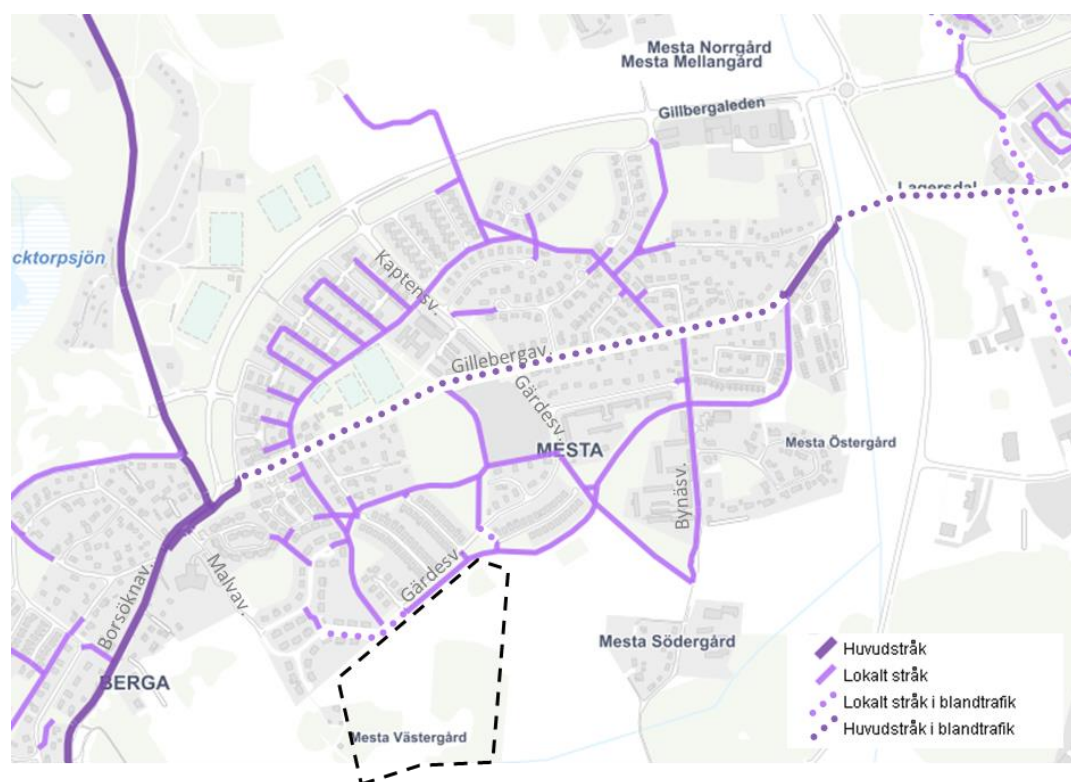 Mesta Norrgård
Mesta Mellangård
Gillbergaleden
Lagersdal
cktorpsjön
Kaptensv.
Gillebergav.
Gärdesv.
MESTA
Mesta Östergård
Bynäsv.
Gärdesv.
Malvav.
Borsöknav.
BERGA
Mesta Södergård
Mesta Västergård
Huvudstråk
Lokalt stråk
Lokalt stråk i blandtrafik
Huvudstråk i blandtrafik